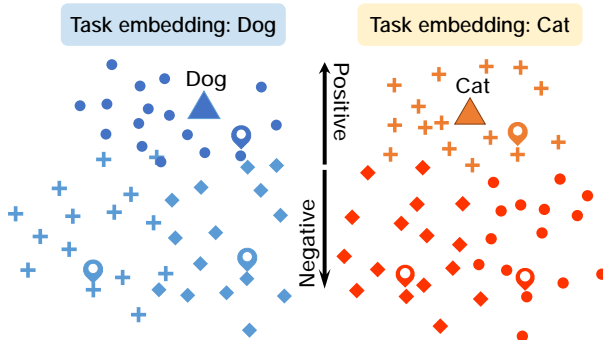 Task embedding: Dog
Task embedding: Cat
Dog
Cat
Positive
Negative